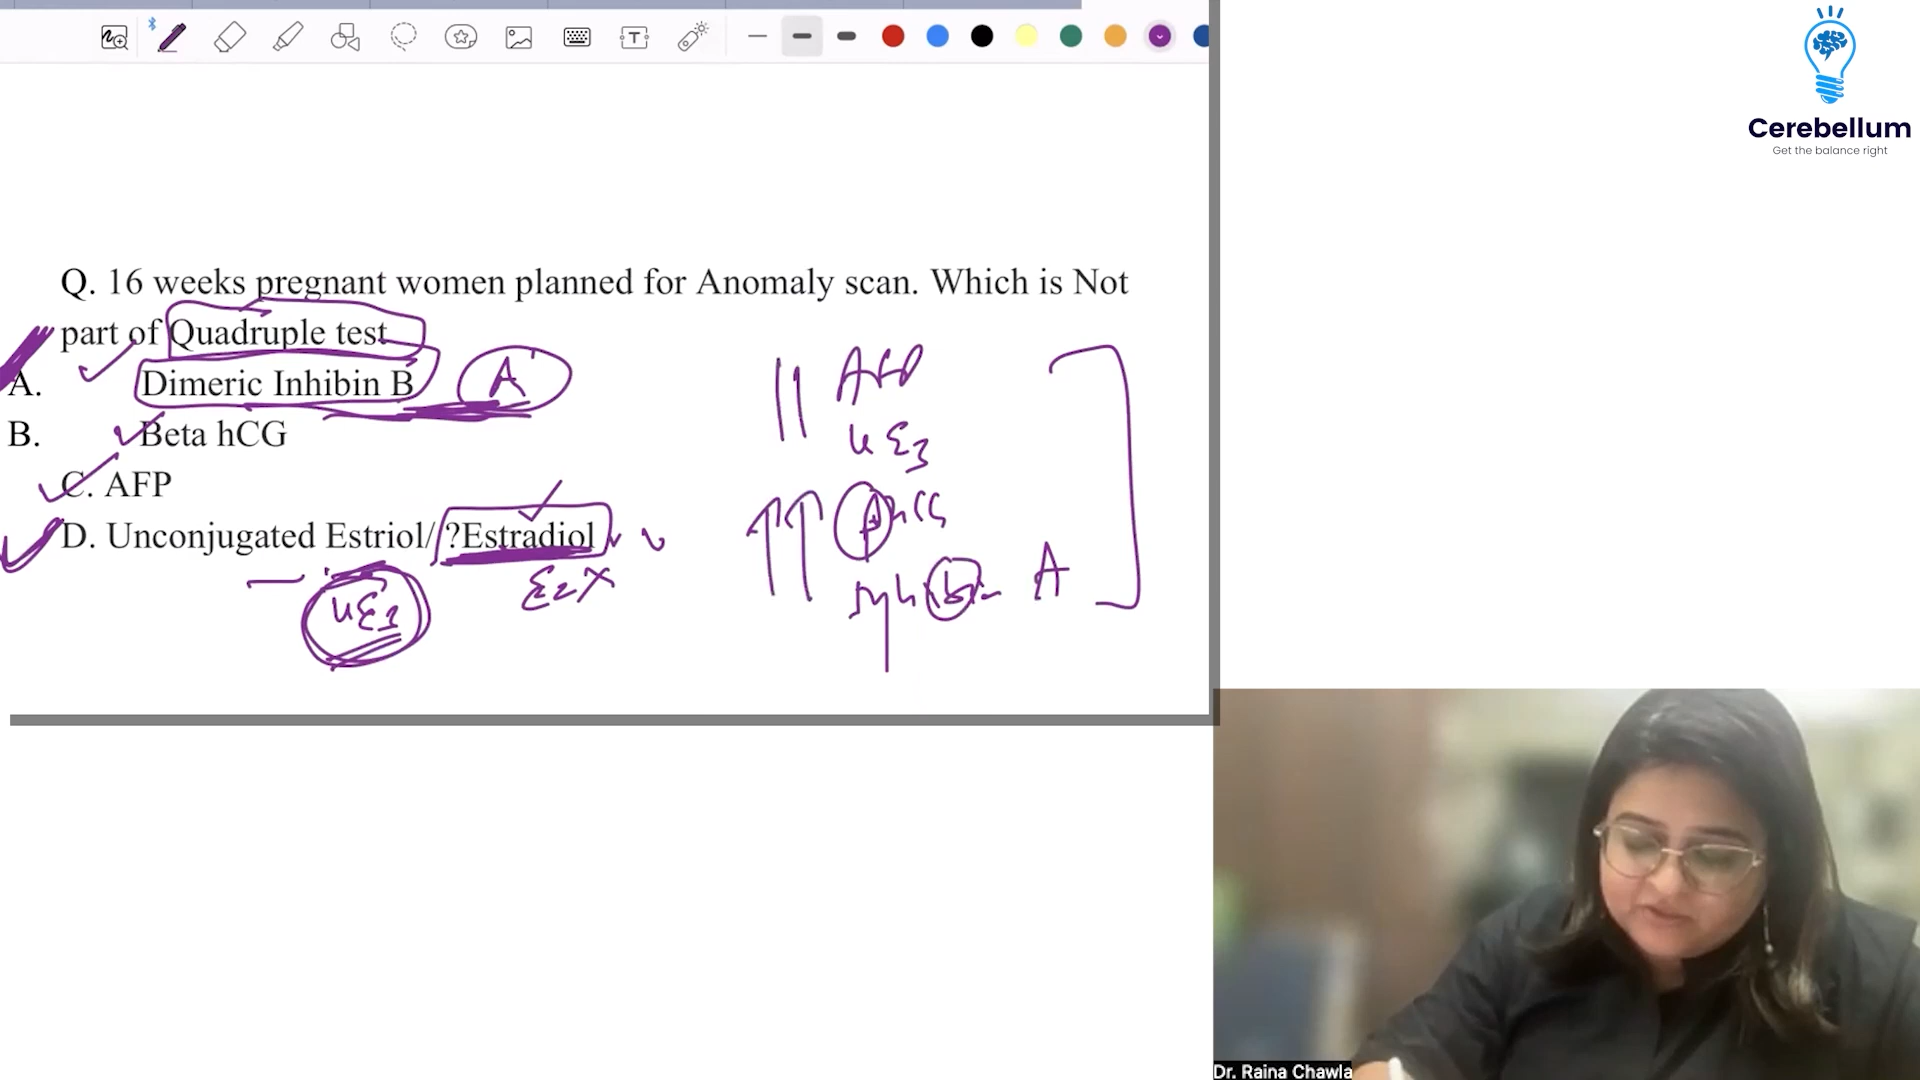 Cerebellum
Get the balance right
Q. 16 weeks pregnant women planned for Anomaly scan. Which is Not
part of Quadruple test
A. Dimeric Inhibin B A
B. Beta hCG
C. AFP
D. Unconjugated Estriol/ ?Estradiol
uE3 E2 X
AFP
uE3
hCG
A
Dr. Raina Chawla